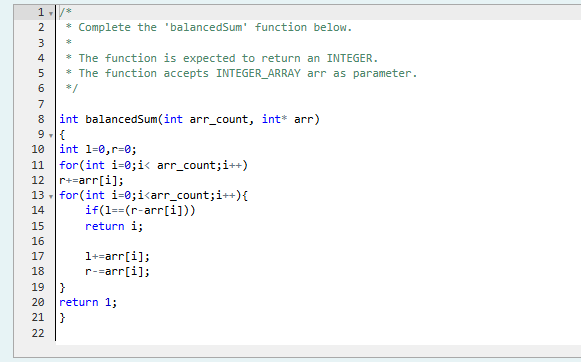 1 /*
2  * Complete the 'balancedSum' function below.
3  *
4  * The function is expected to return an INTEGER.
5  * The function accepts INTEGER_ARRAY arr as parameter.
6  */
7
8 int balancedSum(int arr_count, int* arr)
9 {
10 int l=0,r=0;
11 for(int i=0;i< arr_count;i++)
12 r+=arr[i];
13 for(int i=0;i<arr_count;i++){
14     if(l==(r-arr[i]))
15     return i;
16
17     l+=arr[i];
18     r-=arr[i];
19 }
20 return 1;
21 }
22